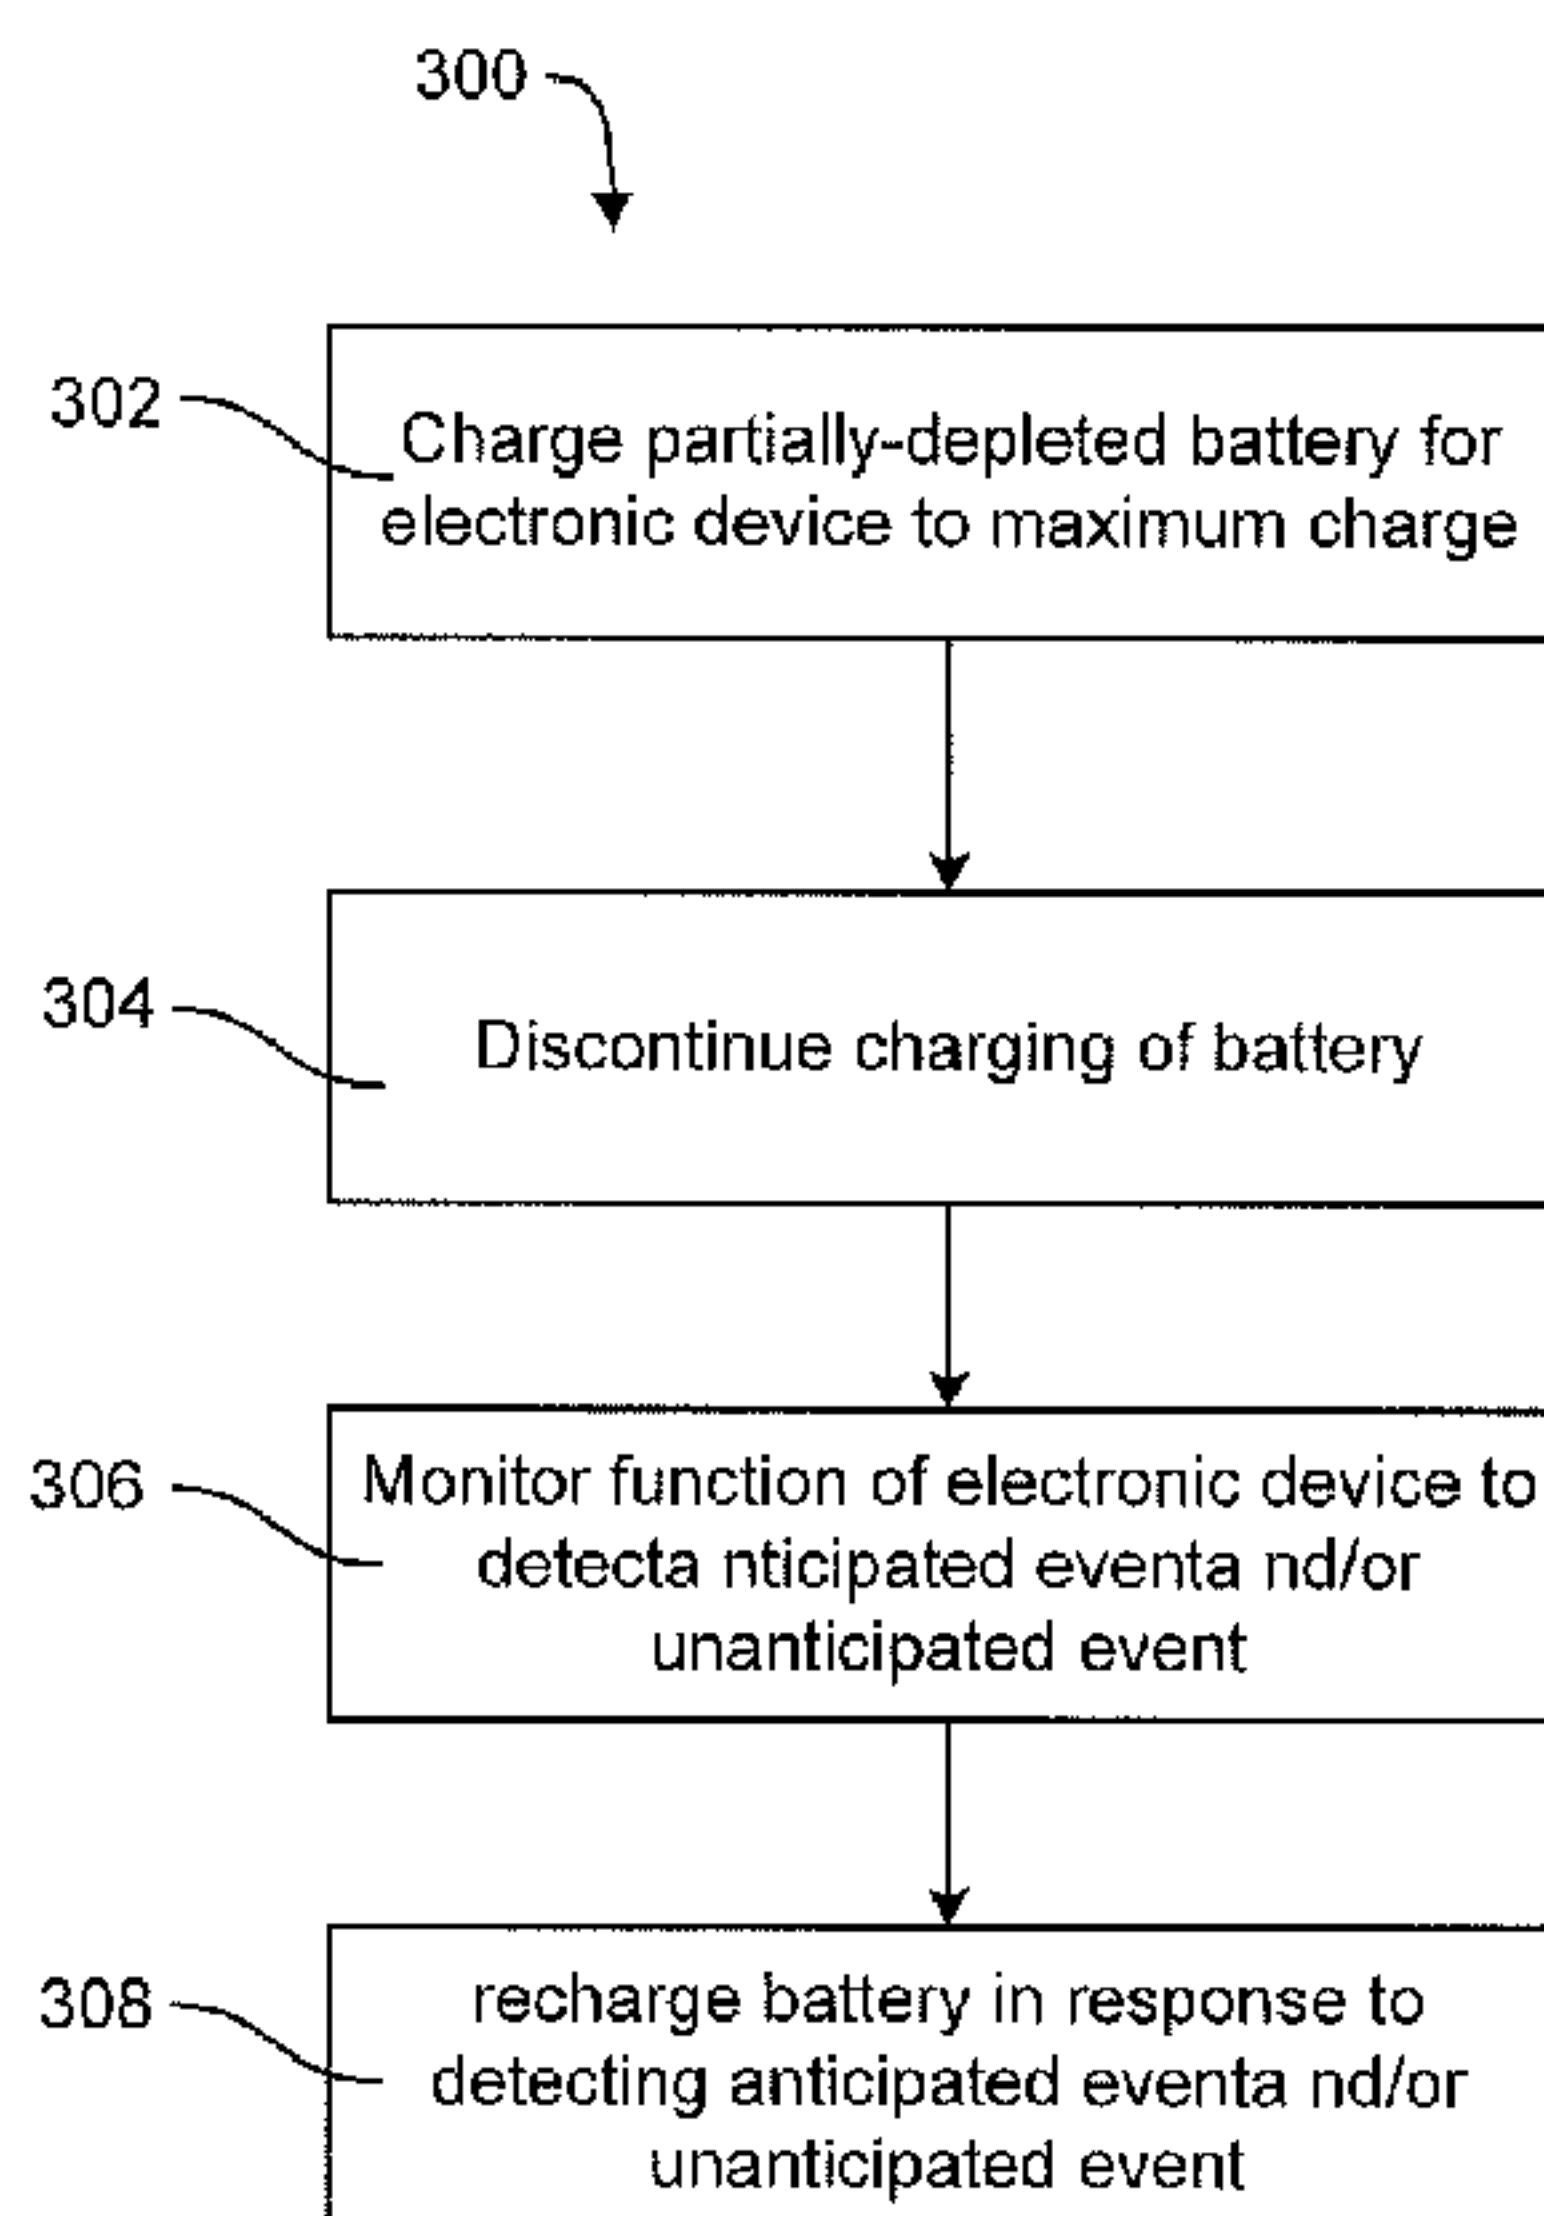 300
302
Charge partially-depleted battery for
electronic device to maximum charge
304
Discontinue charging of battery
306
Monitor function of electronic device to
detecta nticipated eventa nd/or
unanticipated event
308
recharge battery in response to
detecting anticipated eventa nd/or
unanticipated event